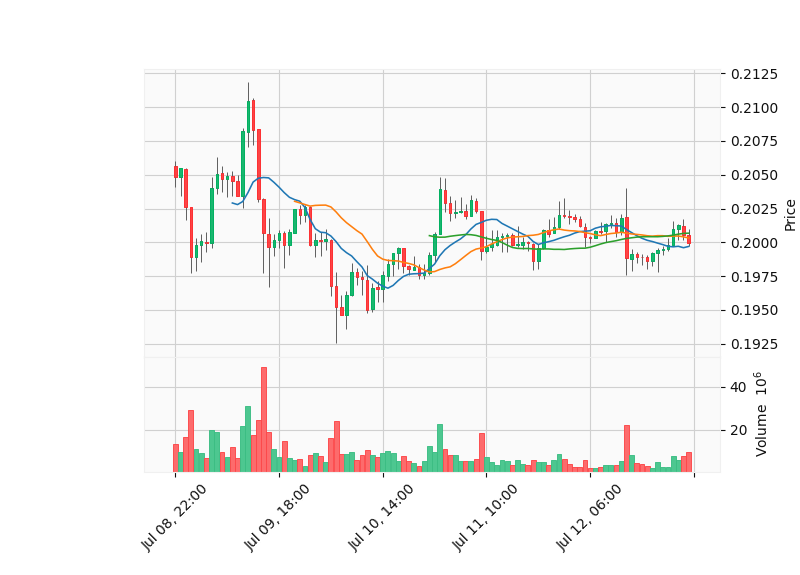 0.2125
0.2100
0.2075
0.2050
0.2025
0.2000
0.1975
0.1950
0.1925
Price
40
20
Volume 10⁶
Jul 08, 22:00
Jul 09, 18:00
Jul 10, 14:00
Jul 11, 10:00
Jul 12, 06:00